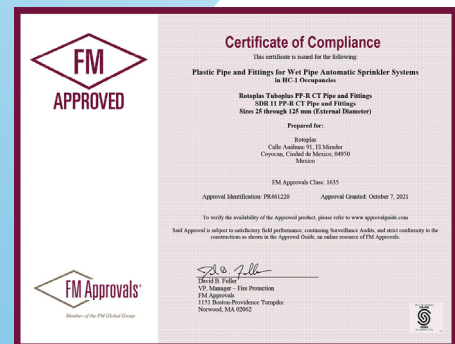 FM
APPROVED
Certificate of Compliance
This certificate is issued for the following:
Plastic Pipe and Fittings for Wet Pipe Automatic Sprinkler Systems
in HC-1 Occupancies
Rotoplas Tuboplus PP-R CT Pipe and Fittings
SDR 11 PP-R CT Pipe and Fittings
Sizes 25 through 125 mm (External Diameter)
Prepared for:
Rotoplas
Calle Anáhuac 91, El Mirador
Coyocan, Ciudad de Mexico, 04950
Mexico
FM Approvals Class: 1635
Approval Identification: PR461220 Approval Granted: October 7, 2021
To verify the availability of the Approved product, please refer to www.approvalguide.com
Said Approval is subject to satisfactory field performance, continuing Surveillance Audits, and strict conformity to the
constructions as shown in the Approval Guide, an online resource of FM Approvals.
David B. Fuller
VP, Manager – Fire Protection
FM Approvals
1151 Boston-Providence Turnpike
Norwood, MA 02062
FM Approvals
Member of the FM Global Group